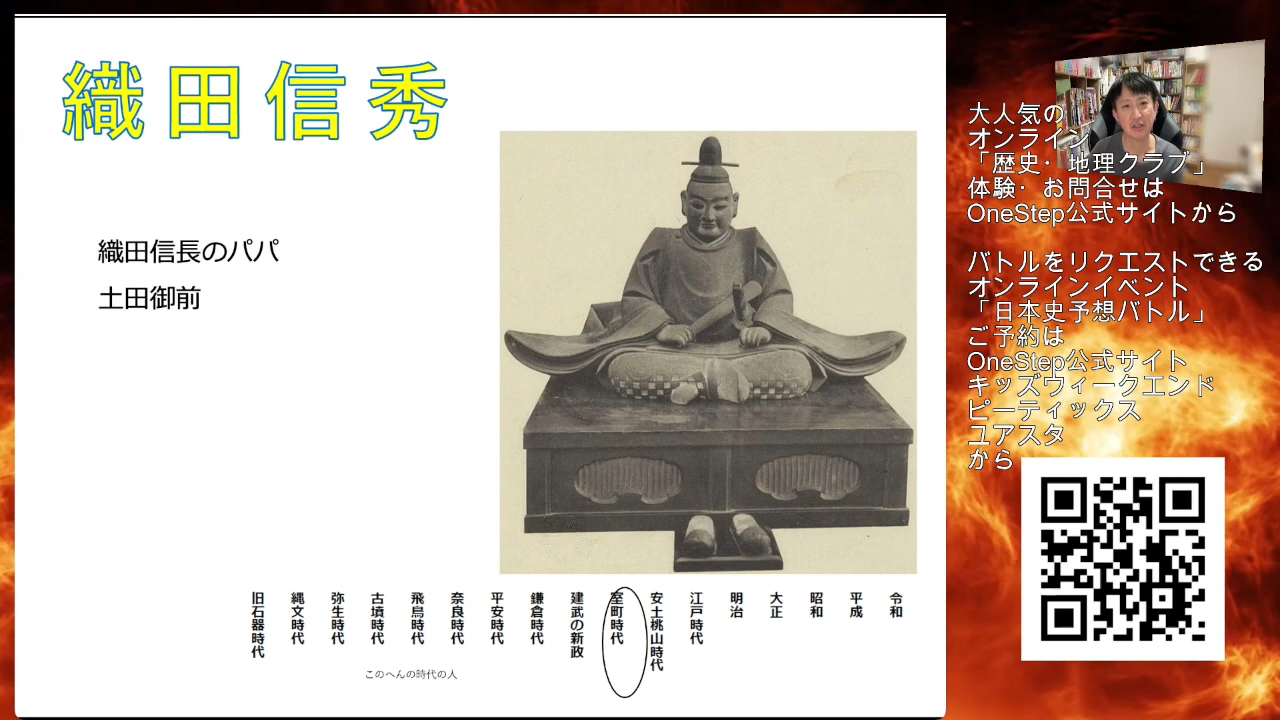 織田信秀
織田信長のパパ
土田御前
旧石器時代
縄文時代
弥生時代
古墳時代
飛鳥時代
奈良時代
平安時代
鎌倉時代
建武の新政
室町時代
安土桃山時代
江戸時代
明治
大正
昭和
平成
令和
このへんの時代の人
大人気の
オンライン
「歴史・地理クラブ」
体験・お問合せは
OneStep公式サイトから
バトルをリクエストできる
オンラインイベント
「日本史予想バトル」
ご予約は
OneStep公式サイト
キッズウィークエンド
ピーティックス
ユアスタ
から